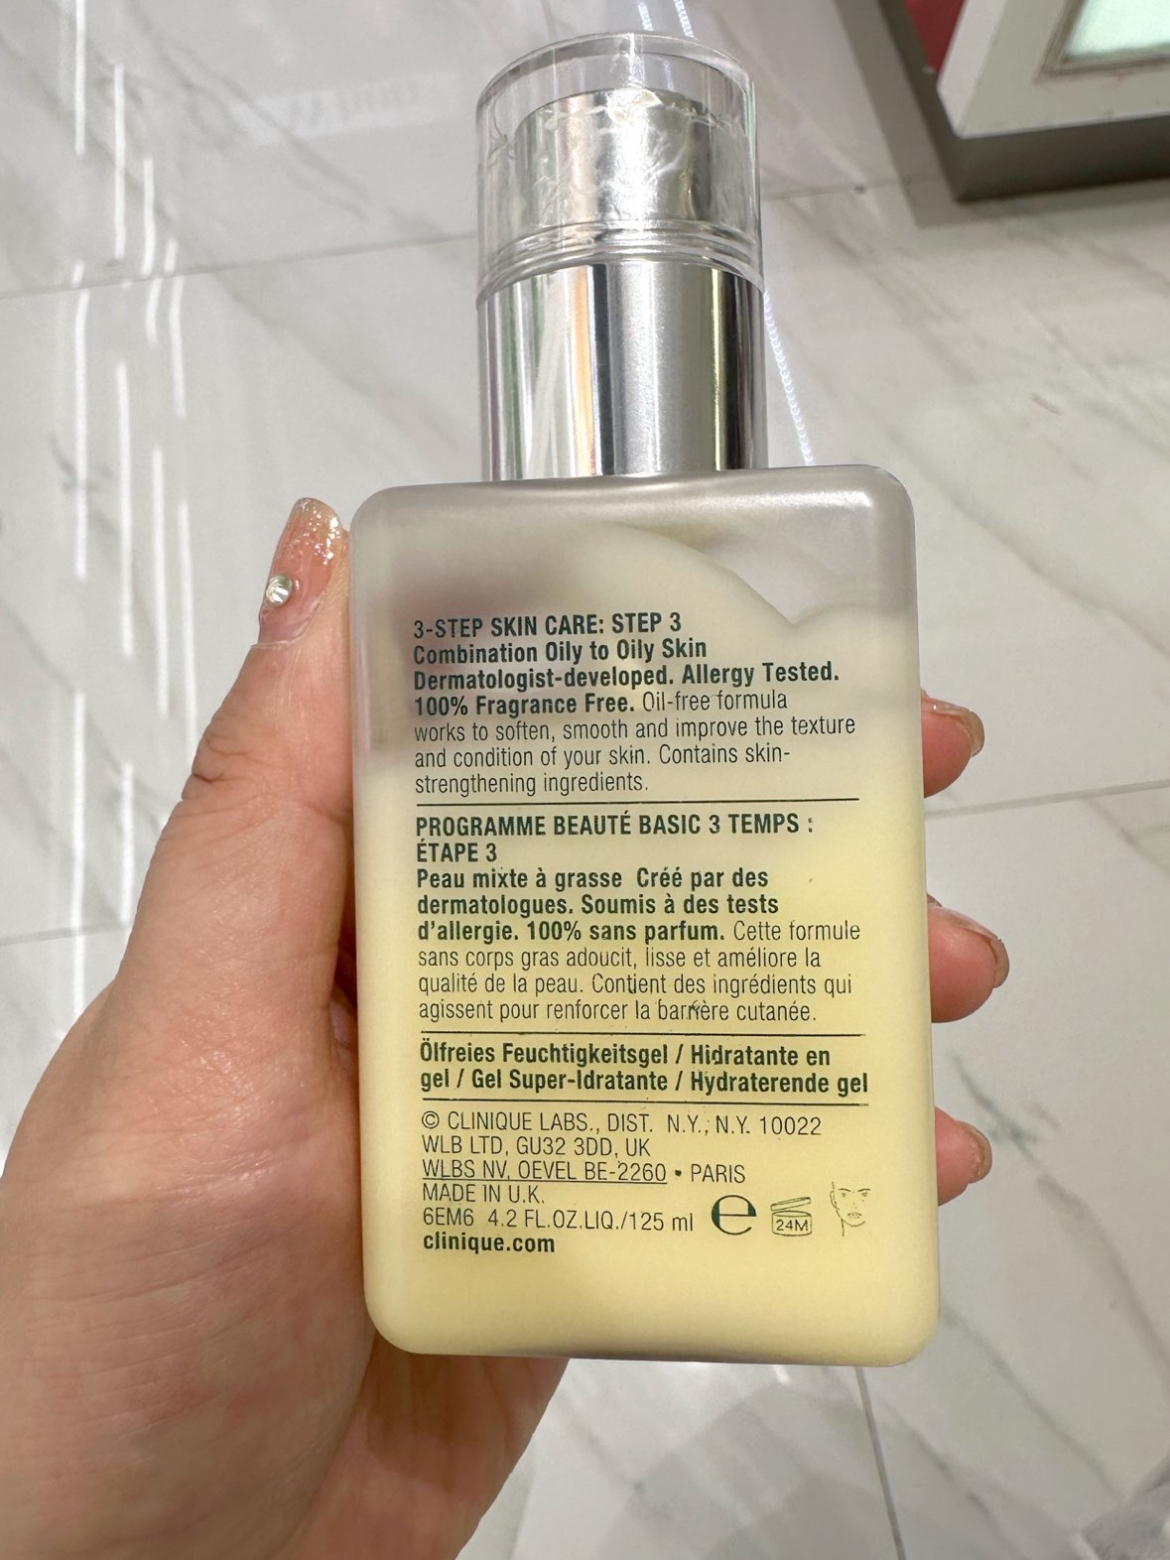 3-STEP SKIN CARE: STEP 3
Combination Oily to Oily Skin
Dermatologist-developed. Allergy Tested.
100% Fragrance Free. Oil-free formula
works to soften, smooth and improve the texture
and condition of your skin. Contains skin-
strengthening ingredients.
PROGRAMME BEAUTÉ BASIC 3 TEMPS :
ÉTAPE 3
Peau mixte à grasse Créé par des
dermatologues. Soumis à des tests
d'allergie. 100% sans parfum. Cette formule
sans corps gras adoucit, lisse et améliore la
qualité de la peau. Contient des ingrédients qui
agissent pour renforcer la barrière cutanée.
Ölfreies Feuchtigkeitsgel / Hidratante en
gel / Gel Super-Idratante / Hydraterende gel
© CLINIQUE LABS., DIST. N.Y., N.Y. 10022
WLB LTD, GU32 3DD, UK
WLBS NV, OEVEL BE-2260 • PARIS
MADE IN U.K.
6EM6 4.2 FL.OZ.LIQ./125 ml e 24M
clinique.com